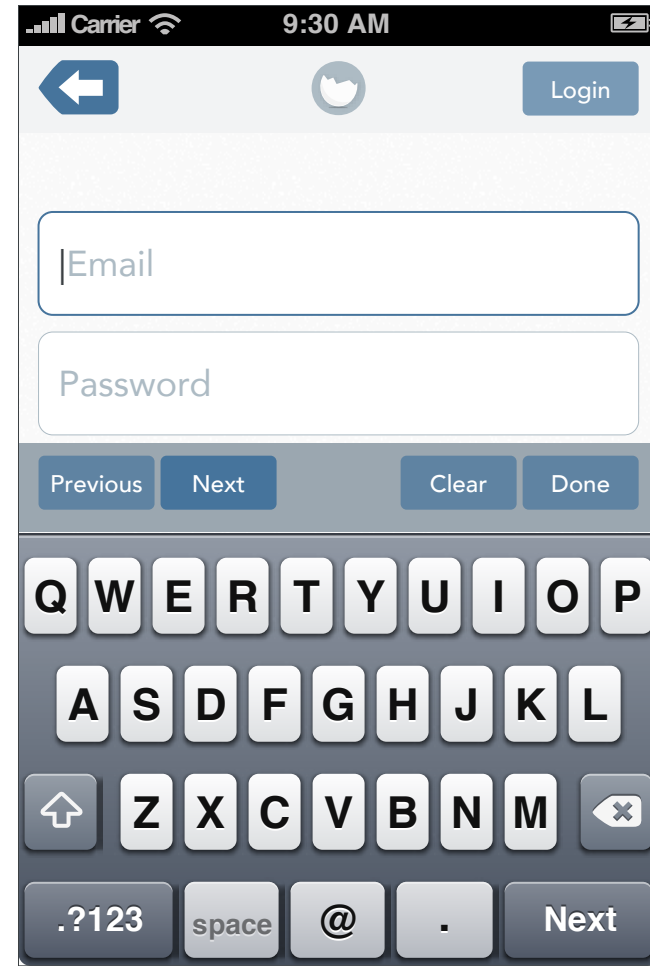 Carrier 9:30 AM
Login
Email
Password
Previous Next Clear Done
Q W E R T Y U I O P
A S D F G H J K L
Z X C V B N M
.?123 space @ . Next